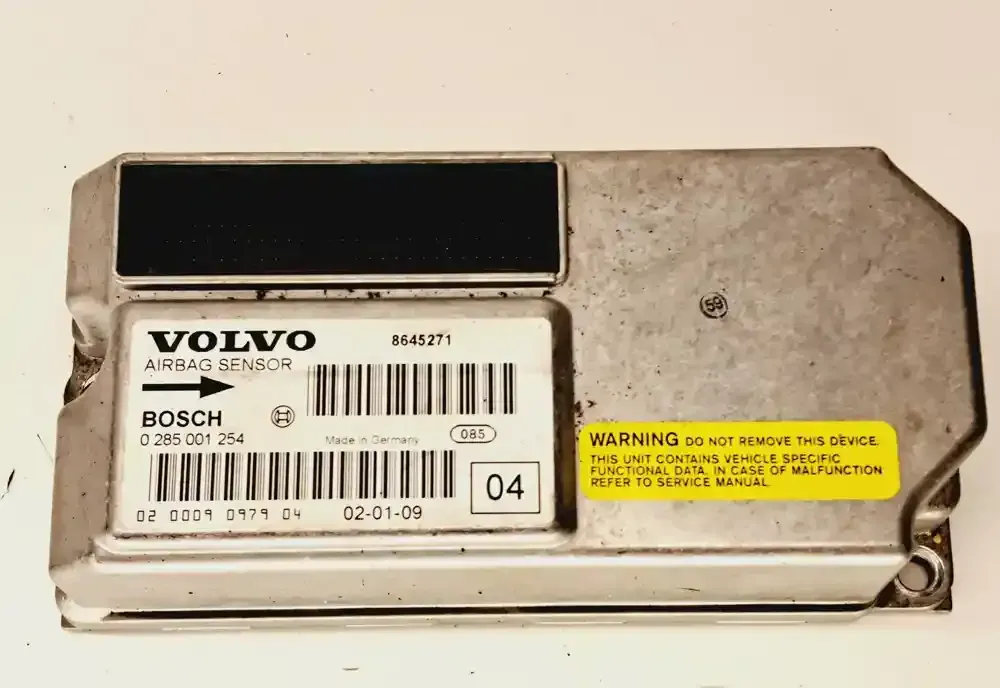 VOLVO
8645271
AIRBAG SENSOR
BOSCH
0 285 001 254
Made in Germany
085
04
02 0009 0979 04
02-01-09
59
WARNING DO NOT REMOVE THIS DEVICE.
THIS UNIT CONTAINS VEHICLE SPECIFIC
FUNCTIONAL DATA. IN CASE OF MALFUNCTION
REFER TO SERVICE MANUAL.